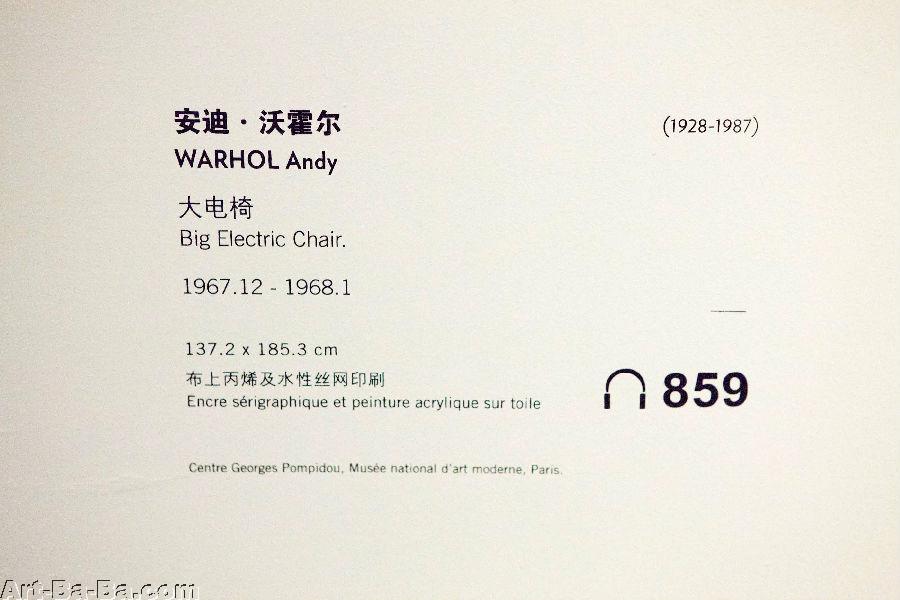 安迪·沃霍尔
(1928-1987)
WARHOL Andy
大电椅
Big Electric Chair.
1967.12 - 1968.1
137.2 x 185.3 cm
布上丙烯及水性丝网印刷
Encre sérigraphique et peinture acrylique sur toile
859
Centre Georges Pompidou, Musée national d'art moderne, Paris.
Art-Ba-Ba.com